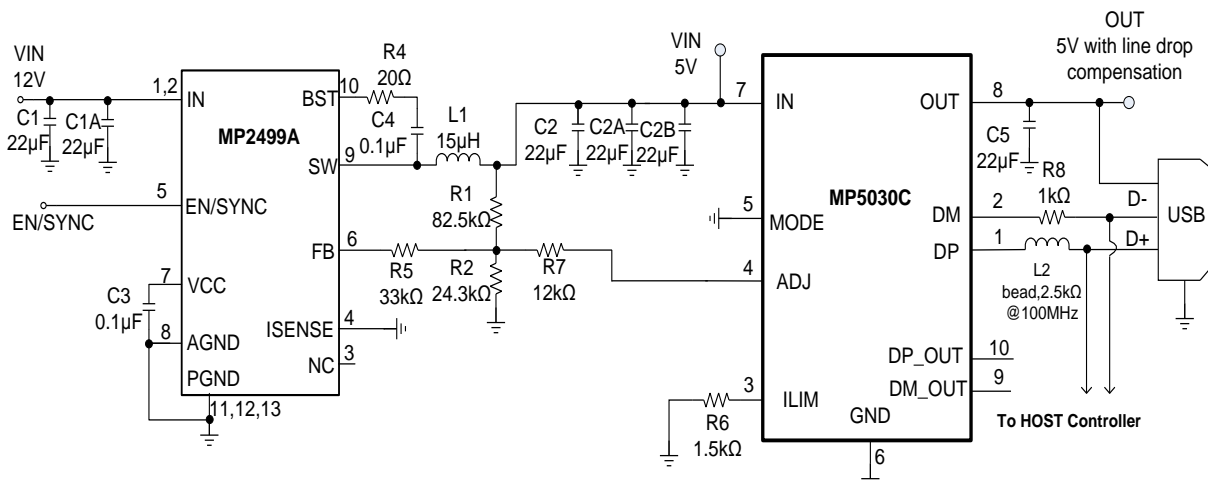 VIN
12V
C1
22µF
C1A
22µF
1,2
IN
MP2499A
BST
10
R4
20Ω
C4
0.1µF
L1
15µH
SW
9
5
EN/SYNC
EN/SYNC
R1
82.5kΩ
FB
6
R5
33kΩ
R2
24.3kΩ
R7
12kΩ
7
VCC
C3
0.1µF
8
AGND
ISENSE
4
NC
3
PGND
11,12,13
C2
22µF
C2A
22µF
C2B
22µF
VIN
5V
7
IN
MP5030C
5
MODE
4
ADJ
3
ILIM
R6
1.5kΩ
GND
6
OUT
8
OUT
5V with line drop
compensation
C5
22µF
R8
1kΩ
DM
2
D-
DP
1
D+
USB
L2
bead,2.5kΩ
@100MHz
DP_OUT
10
DM_OUT
9
To HOST Controller